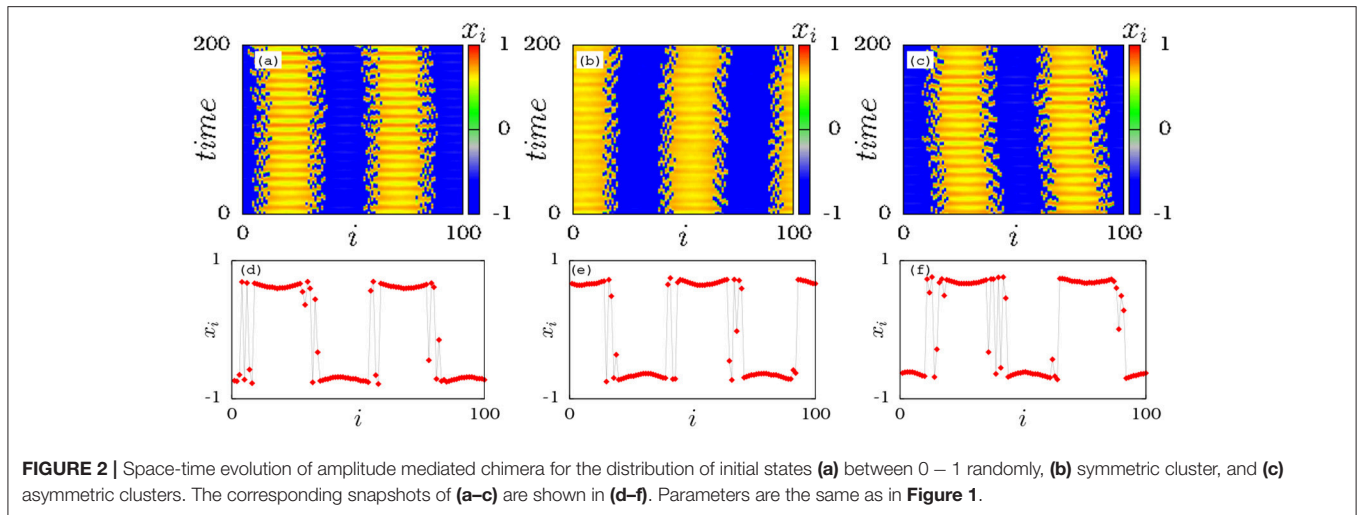 x_i x_i x_i
200 (a) 1 200 (b) 1 200 (c) 1
time 0 time 0 time 0
0 -1 0 -1 0 -1
0 i 100 0 i 100 0 i 100
1 (d) 1 (e) 1 (f)
x_i x_i x_i
-1 -1 -1
0 i 100 0 i 100 0 i 100
FIGURE 2 | Space-time evolution of amplitude mediated chimera for the distribution of initial states (a) between 0 – 1 randomly, (b) symmetric cluster, and (c)
asymmetric clusters. The corresponding snapshots of (a–c) are shown in (d–f). Parameters are the same as in Figure 1.